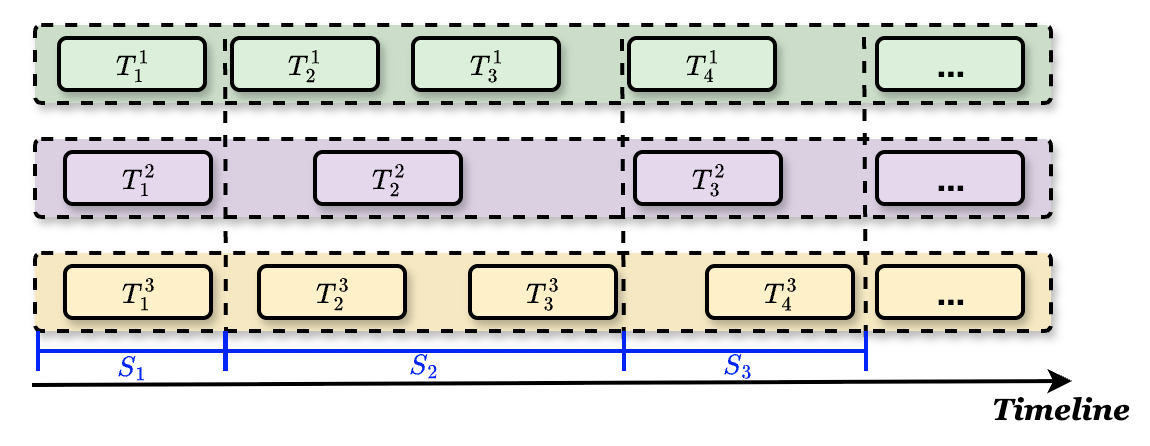 T_1^1 T_2^1 T_3^1 T_4^1 ...
T_1^2 T_2^2 T_3^2 ...
T_1^3 T_2^3 T_3^3 T_4^3 ...
S_1 S_2 S_3
Timeline